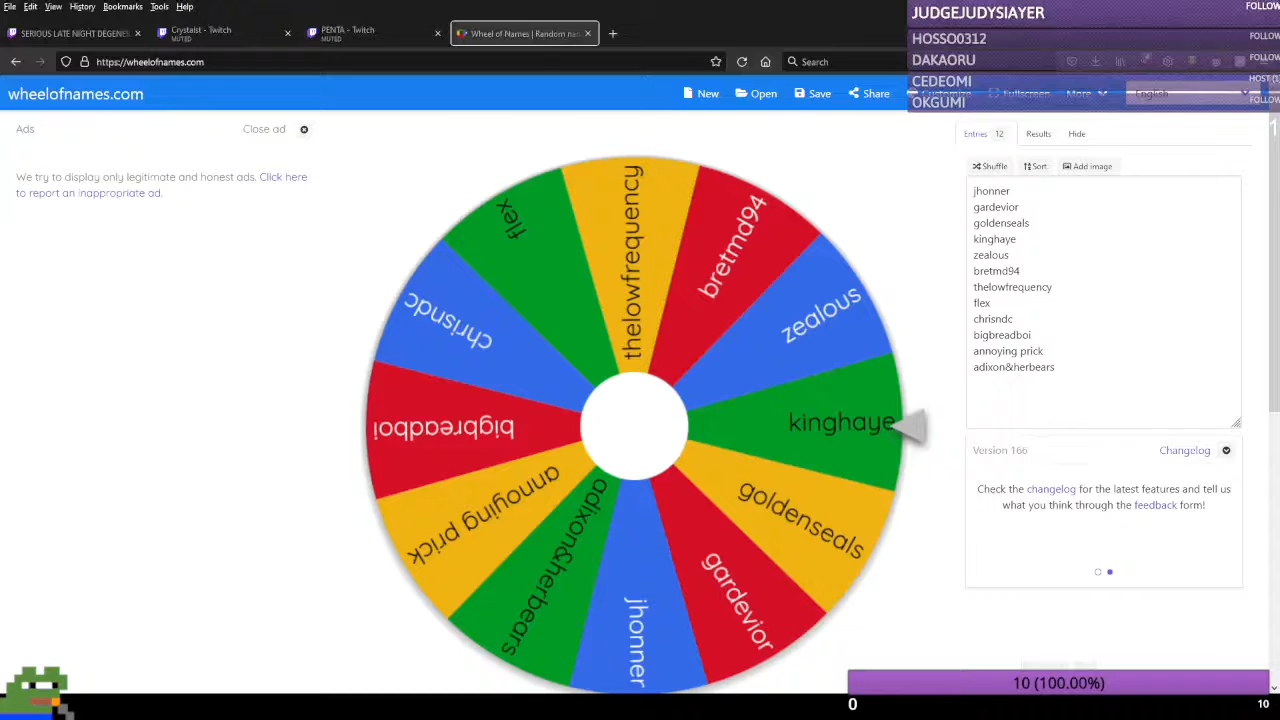 File Edit View History Bookmarks Tools Help
JUDGEJUDYSIAYER FOLLOW
SERIOUS LATE NIGHT DEGENE
Crystalst - Twitch
MUTED
PENTA - Twitch
MUTED
Wheel of Names | Random na
HOSSO0312 FOLLOW
https://wheelofnames.com
Search
DAKAORU FOLLOW
CEDEOMI HOST (1
OKGUMI FOLLOW
wheelofnames.com
New Open Save Share Customize Fullscreen More English
Ads Close ad
We try to display only legitimate and honest ads. Click here
to report an inappropriate ad.
Entries 12 Results Hide
Shuffle Sort Add image
jhonner
gardevior
goldenseals
kinghaye
zealous
bretmd94
thelowfrequency
flex
chrisndc
bigbreadboi
annoying prick
adixon&herbears
thelowfrequency
bretmd94
zealous
kinghaye
goldenseals
gardevior
jhonner
adixon&herbears
annoying prick
bigbreadboi
chrisndc
flex
Version 166 Changelog
Check the changelog for the latest features and tell us
what you think through the feedback form!
10 (100.00%)
0 10